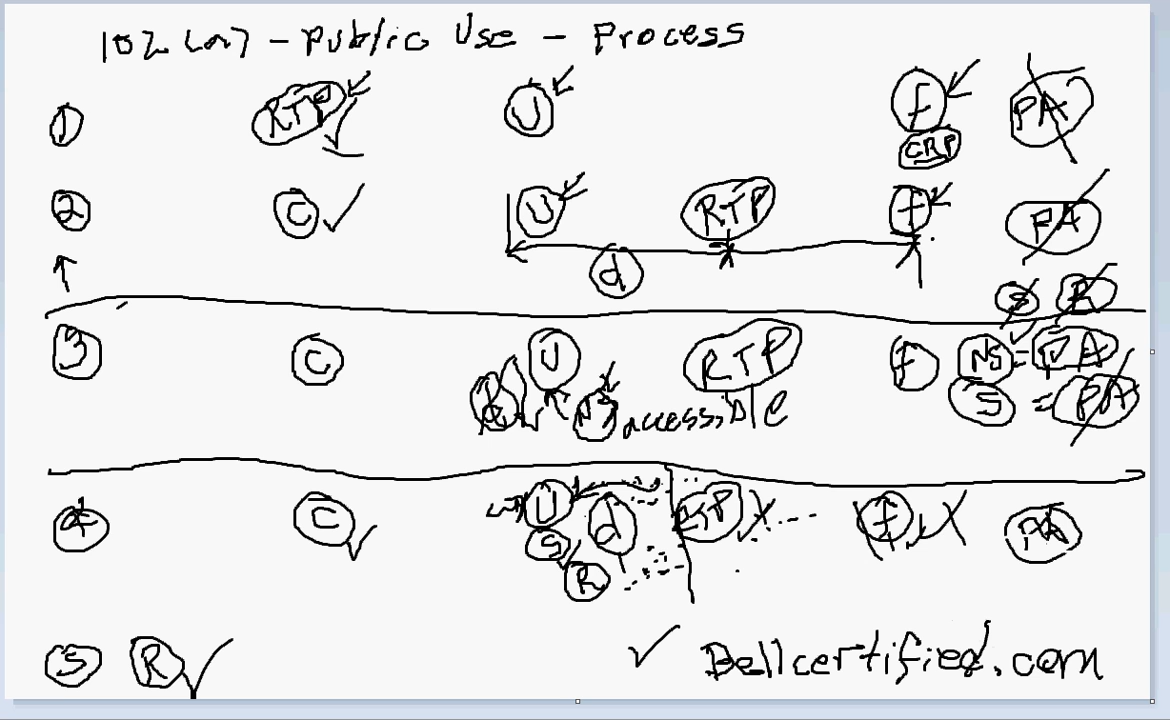 102(a) - Public Use - Process
1 RTP U F PA
CRP
2 C U RTP F PA
d
S R
3 C U RTP F NS = PA
R NS accessible S = PA
4 C U d RTP F PA
S
R
5 R Bellcertified.com